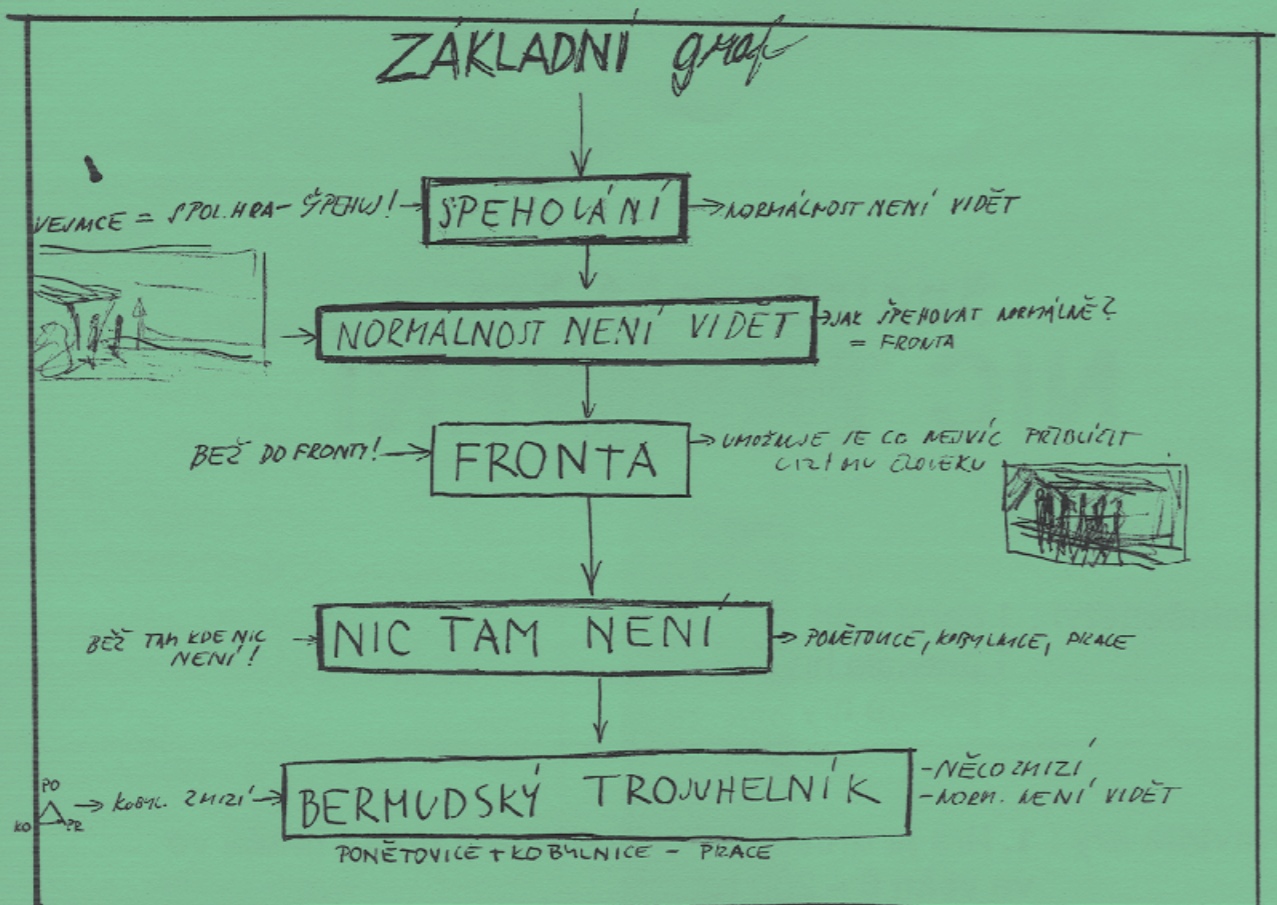 ZÁKLADNÍ graf
VEJMCE = SPOL. HRA - ŠPEHUJ!
ŠPEHOVÁNÍ
NORMÁLNOST NENÍ VIDĚT
NORMÁLNOST NENÍ VIDĚT
JAK ŠPEHOVAT NORMÁLNĚ?
= FRONTA
BEŽ DO FRONTY!
FRONTA
UMOŽŇUJE SE CO NEJVÍC PŘIBLÍŽIT
CIZÍMU ČLOVĚKU
BEŽ TAM KDE NIC
NENÍ!
NIC TAM NENÍ
PONĚTOVICE, KOBYLNICE, PRACE
PO
KO
PR
KOBYL. ZMIZÍ
BERMUDSKÝ TROJUHELNÍK
- NĚCO ZMIZÍ
- NORM. NENÍ VIDĚT
PONĚTOVICE + KOBYLNICE - PRACE